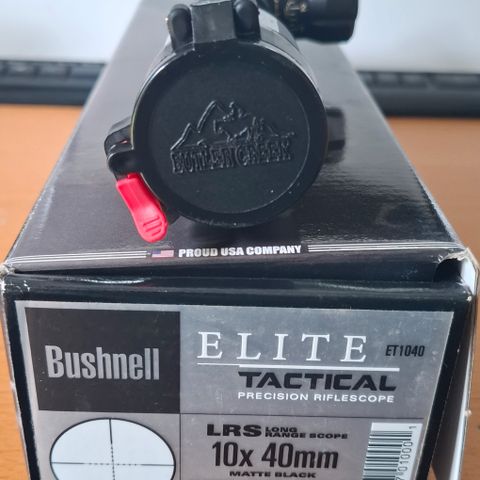 BUTLER CREEK
PROUD USA COMPANY
Bushnell
ELITE ET1040
TACTICAL
PRECISION RIFLESCOPE
LRS LONG RANGE SCOPE
10x 40mm
MATTE BLACK